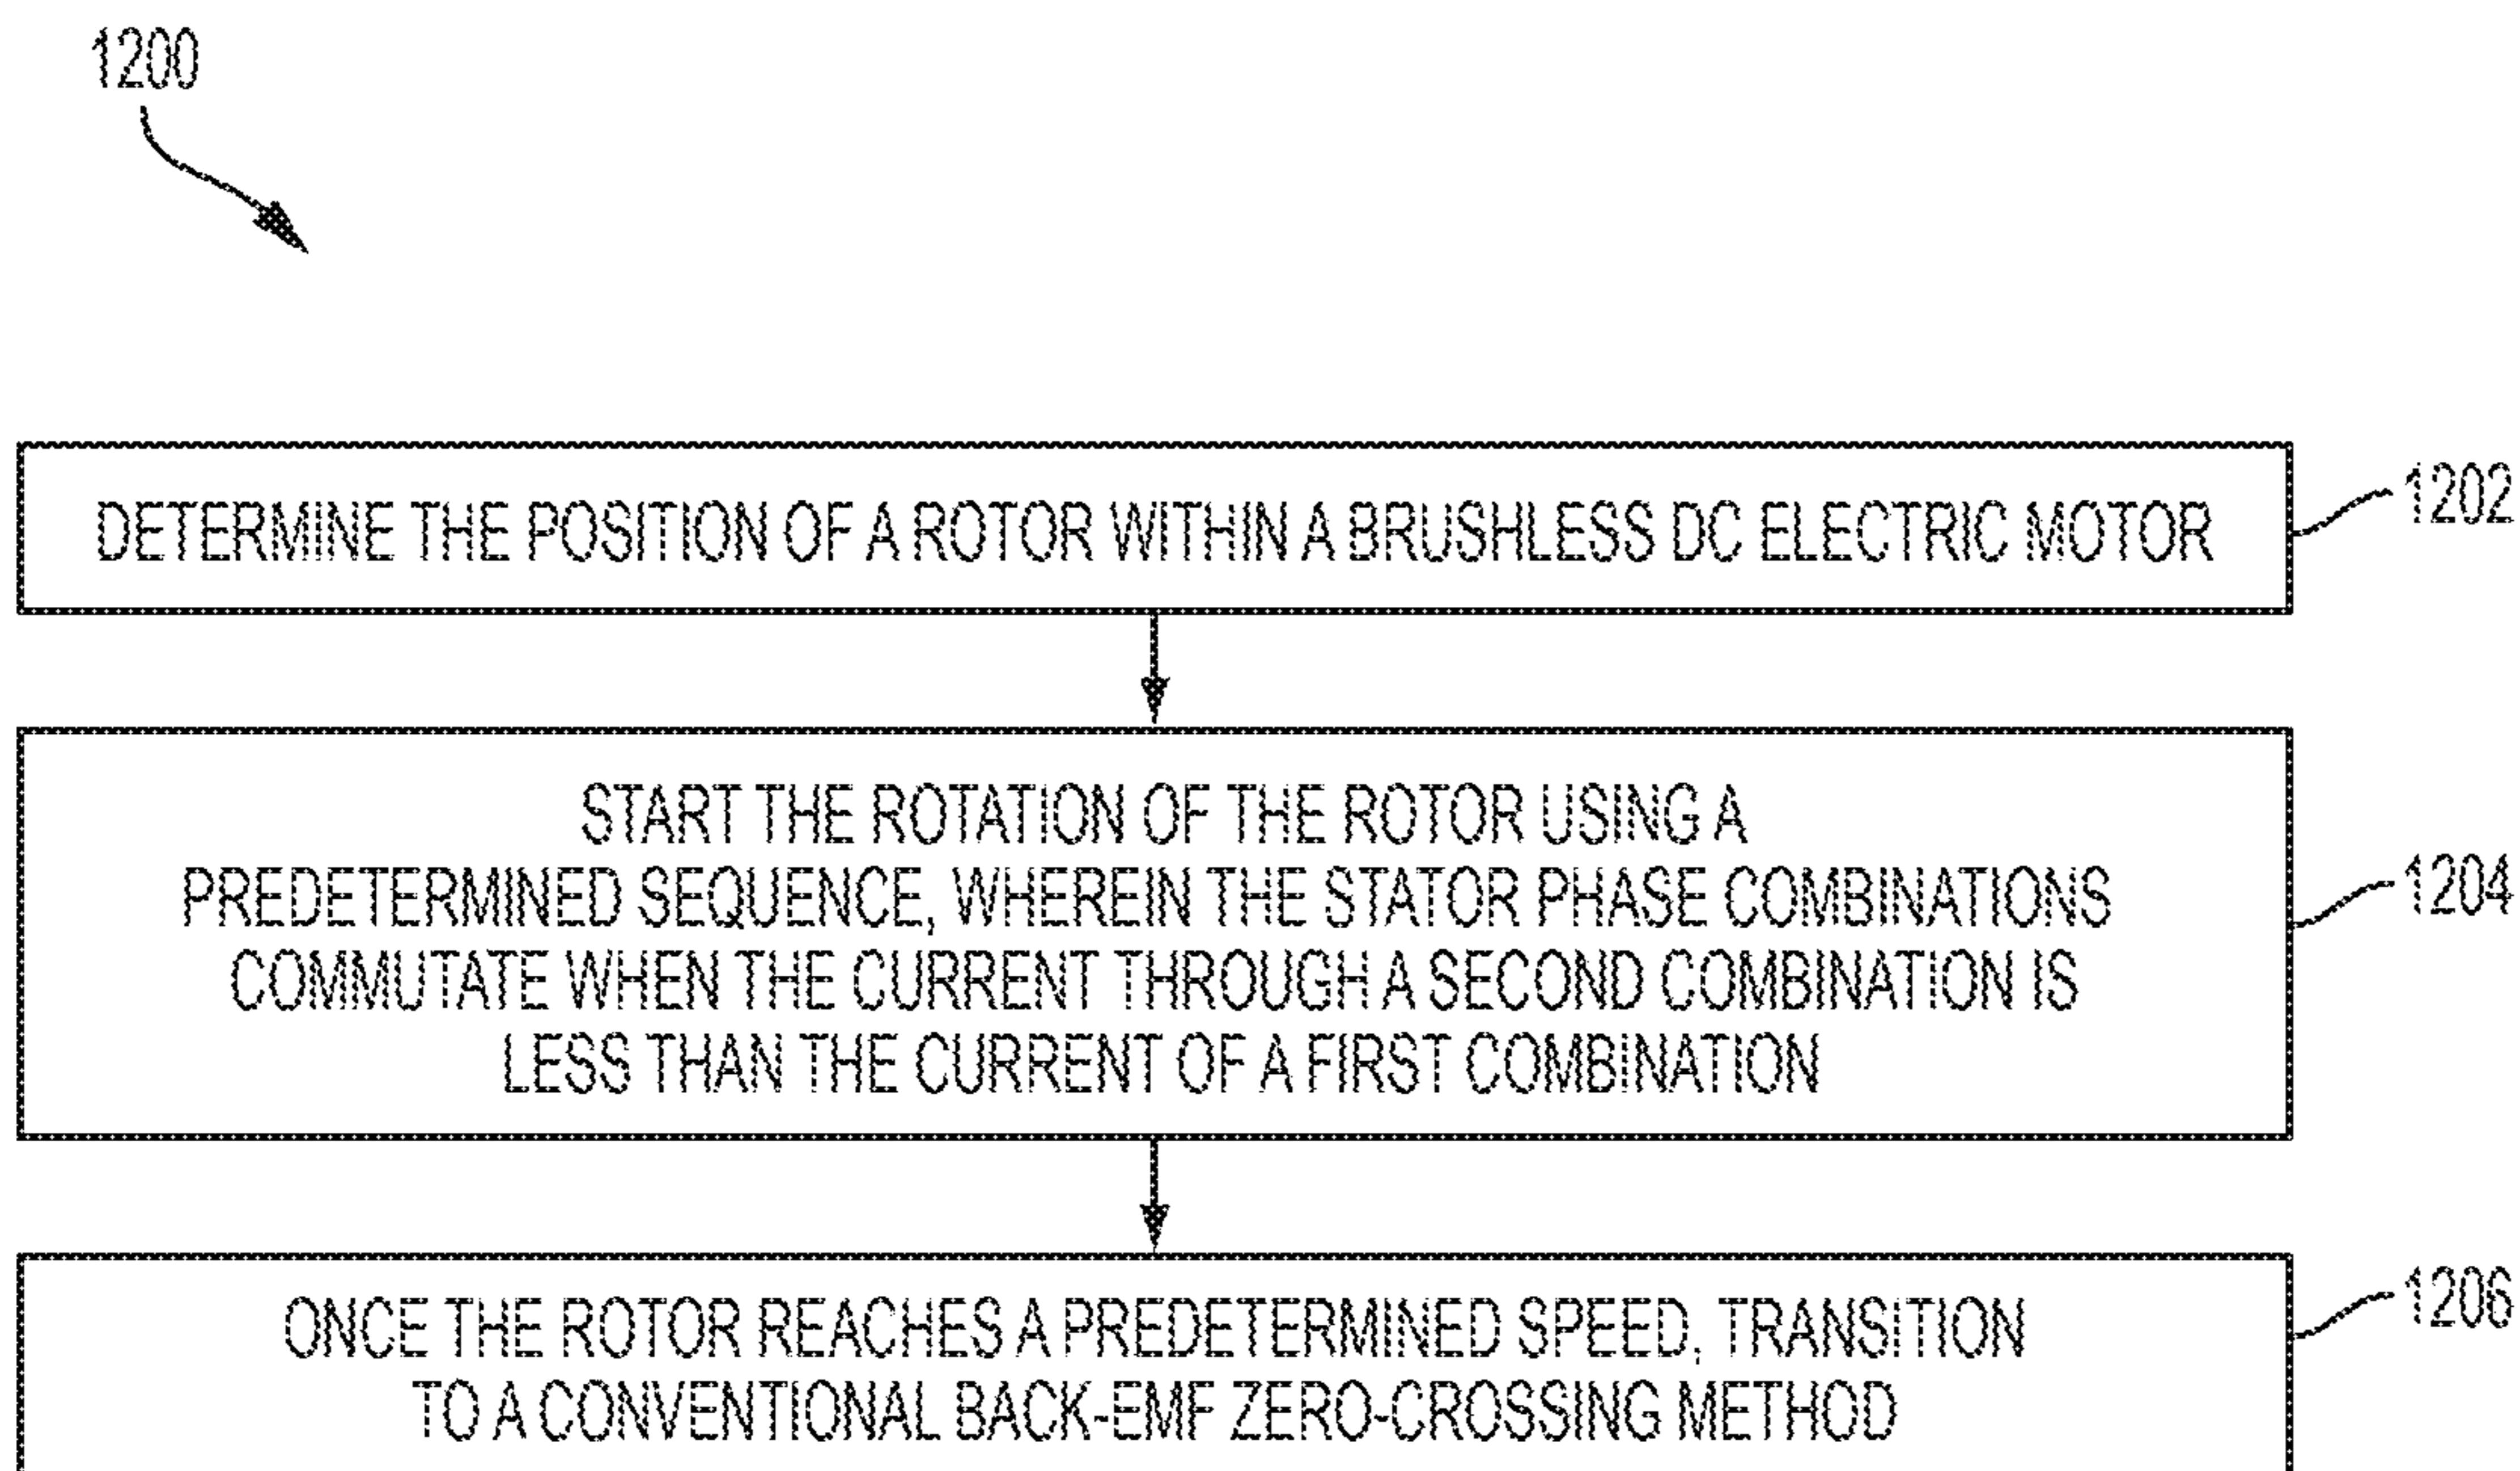 1200
DETERMINE THE POSITION OF A ROTOR WITHIN A BRUSHLESS DC ELECTRIC MOTOR
1202
START THE ROTATION OF THE ROTOR USING A
PREDETERMINED SEQUENCE, WHEREIN THE STATOR PHASE COMBINATIONS
COMMUTATE WHEN THE CURRENT THROUGH A SECOND COMBINATION IS
LESS THAN THE CURRENT OF A FIRST COMBINATION
1204
ONCE THE ROTOR REACHES A PREDETERMINED SPEED, TRANSITION
TO A CONVENTIONAL BACK-EMF ZERO-CROSSING METHOD
1206